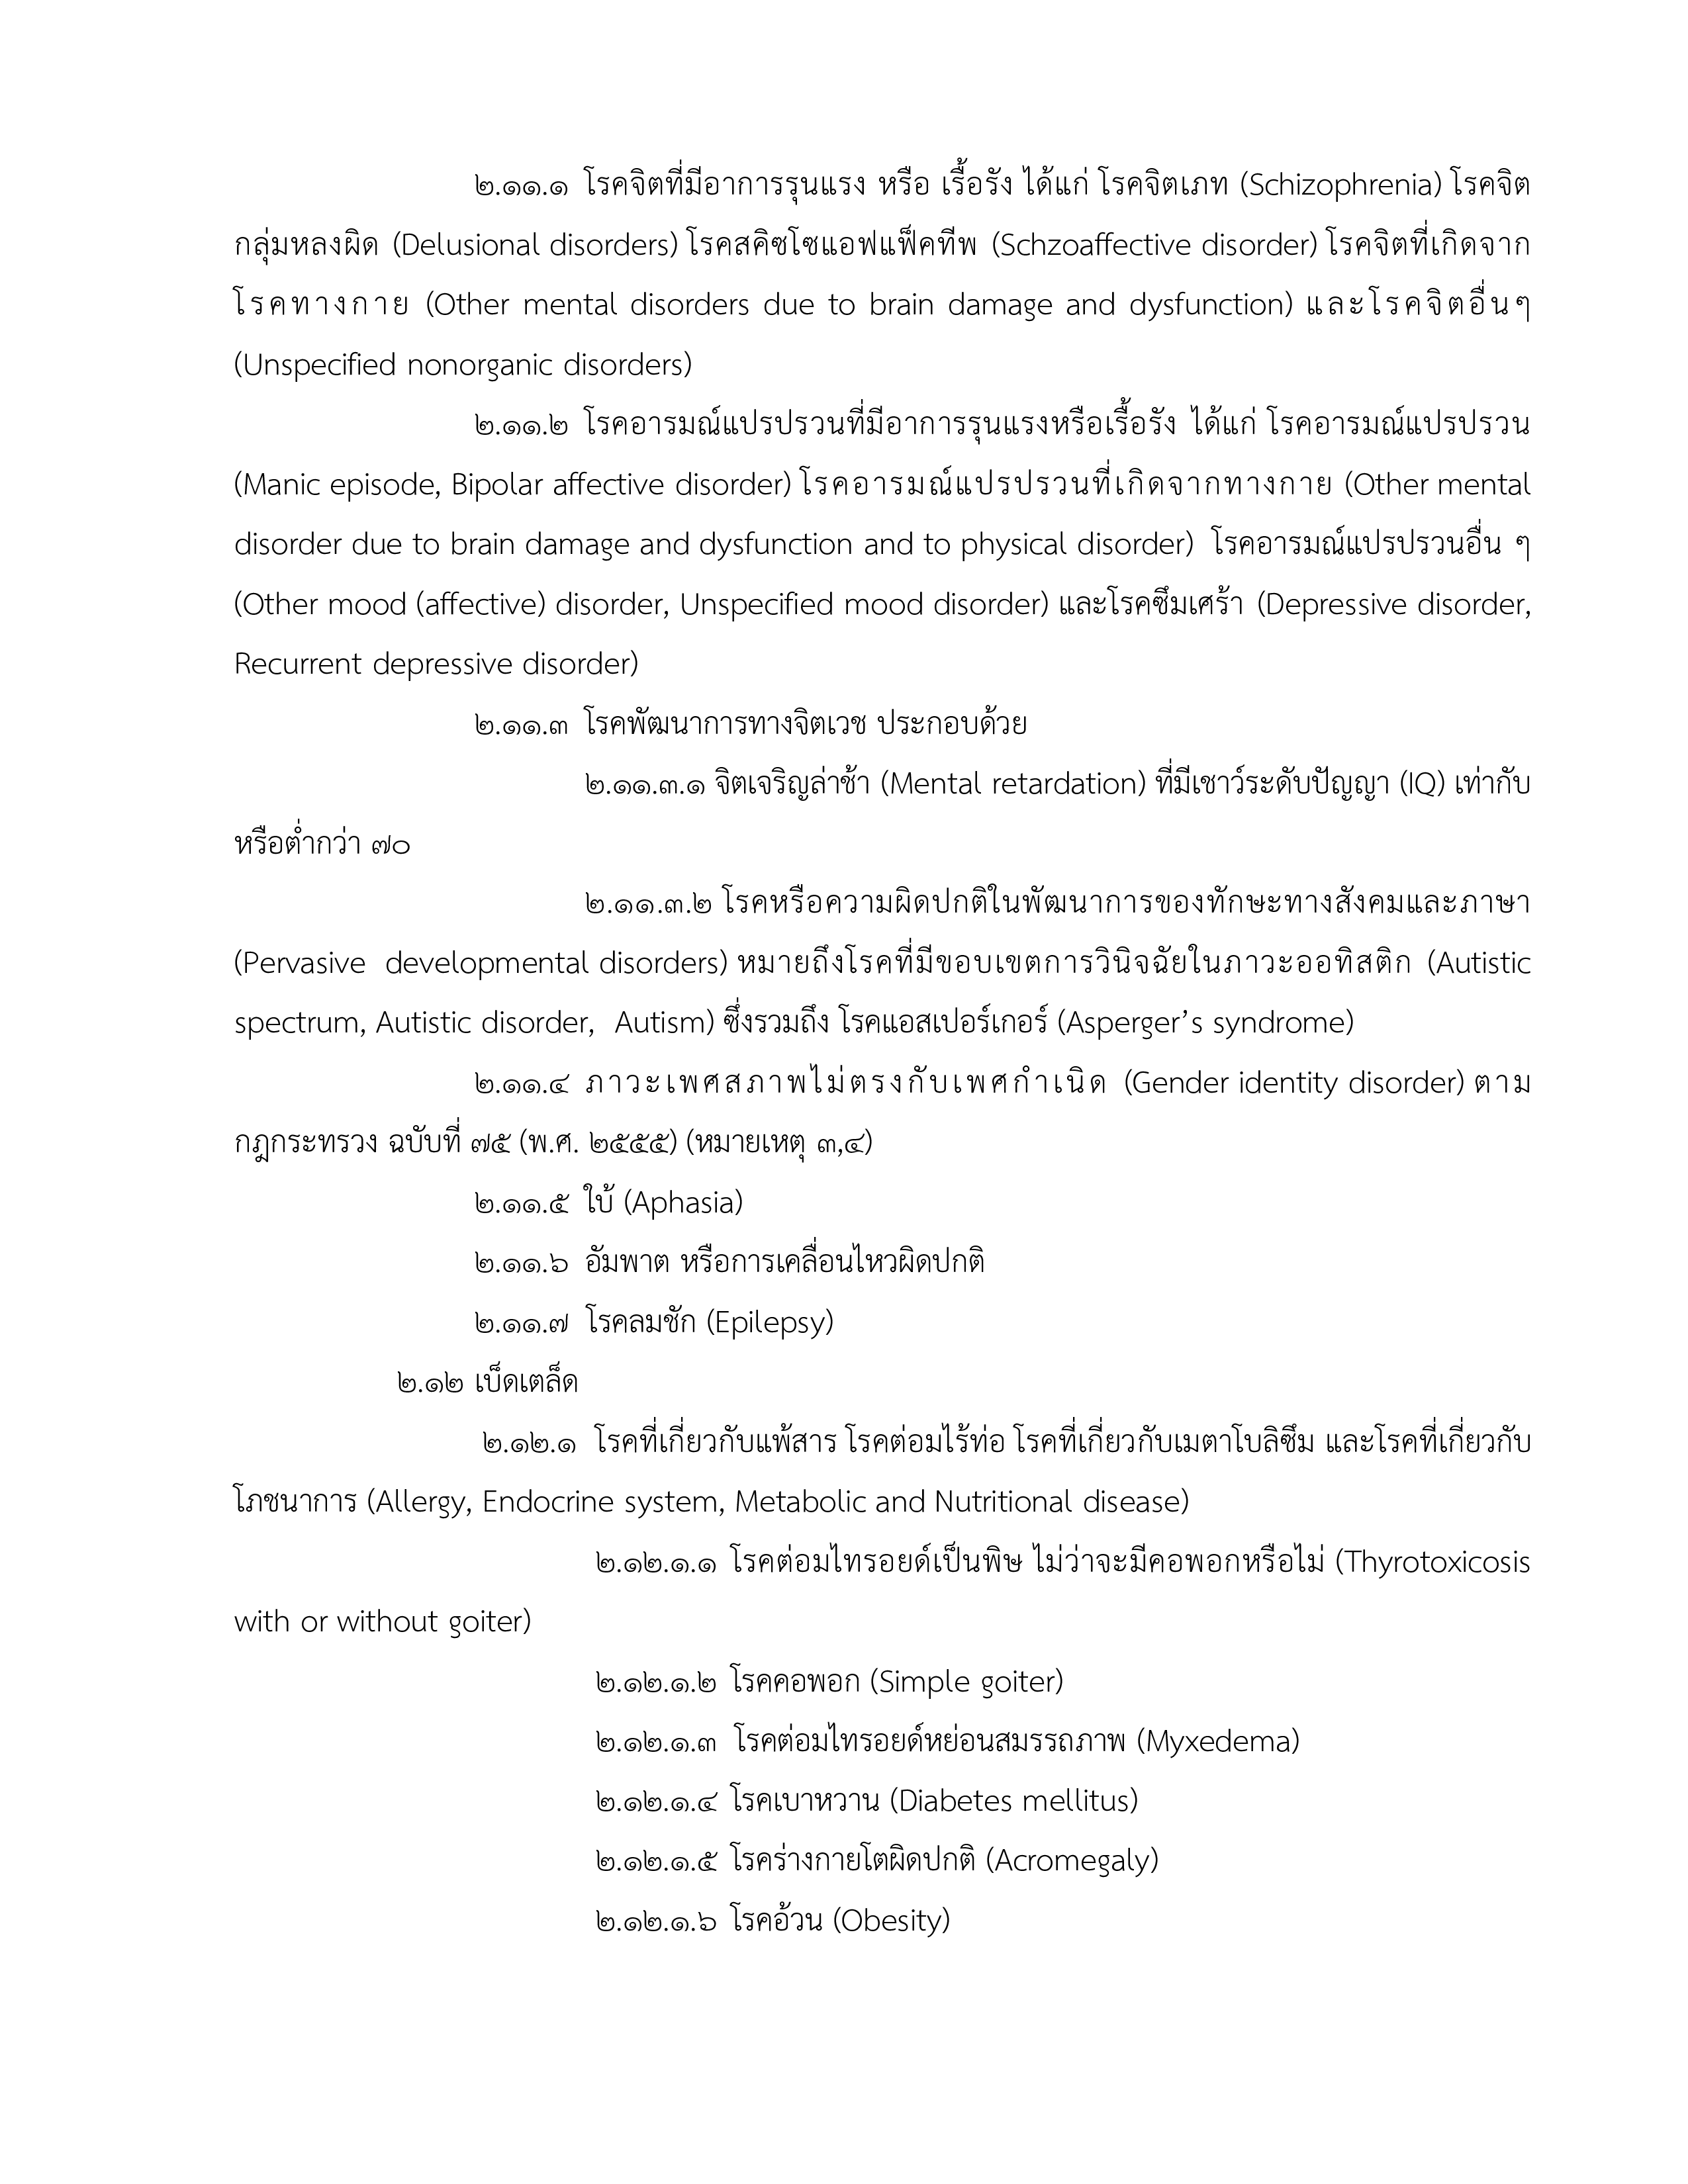 ๒.๑๑.๑ โรคจิตที่มีอาการรุนแรง หรือ เรื้อรัง ได้แก่ โรคจิตเภท (Schizophrenia) โรคจิต
กลุ่มหลงผิด (Delusional disorders) โรคสคิซโซแอฟแฟ็คทีพ (Schzoaffective disorder) โรคจิตที่เกิดจาก
โรคทางกาย (Other mental disorders due to brain damage and dysfunction) และโรคจิตอื่นๆ
(Unspecified nonorganic disorders)
๒.๑๑.๒ โรคอารมณ์แปรปรวนที่มีอาการรุนแรงหรือเรื้อรัง ได้แก่ โรคอารมณ์แปรปรวน
(Manic episode, Bipolar affective disorder) โรคอารมณ์แปรปรวนที่เกิดจากทางกาย (Other mental
disorder due to brain damage and dysfunction and to physical disorder) โรคอารมณ์แปรปรวนอื่น ๆ
(Other mood (affective) disorder, Unspecified mood disorder) และโรคซึมเศร้า (Depressive disorder,
Recurrent depressive disorder)
๒.๑๑.๓ โรคพัฒนาการทางจิตเวช ประกอบด้วย
๒.๑๑.๓.๑ จิตเจริญล่าช้า (Mental retardation) ที่มีเชาว์ระดับปัญญา (IQ) เท่ากับ
หรือต่ำกว่า ๗๐
๒.๑๑.๓.๒ โรคหรือความผิดปกติในพัฒนาการของทักษะทางสังคมและภาษา
(Pervasive developmental disorders) หมายถึงโรคที่มีขอบเขตการวินิจฉัยในภาวะออทิสติก (Autistic
spectrum, Autistic disorder, Autism) ซึ่งรวมถึง โรคแอสเปอร์เกอร์ (Asperger’s syndrome)
๒.๑๑.๔ ภาวะเพศสภาพไม่ตรงกับเพศกำเนิด (Gender identity disorder) ตาม
กฎกระทรวง ฉบับที่ ๗๕ (พ.ศ. ๒๕๕๕) (หมายเหตุ ๓,๔)
๒.๑๑.๕ ใบ้ (Aphasia)
๒.๑๑.๖ อัมพาต หรือการเคลื่อนไหวผิดปกติ
๒.๑๑.๗ โรคลมชัก (Epilepsy)
๒.๑๒ เบ็ดเตล็ด
๒.๑๒.๑ โรคที่เกี่ยวกับแพ้สาร โรคต่อมไร้ท่อ โรคที่เกี่ยวกับเมตาโบลิซึม และโรคที่เกี่ยวกับ
โภชนาการ (Allergy, Endocrine system, Metabolic and Nutritional disease)
๒.๑๒.๑.๑ โรคต่อมไทรอยด์เป็นพิษ ไม่ว่าจะมีคอพอกหรือไม่ (Thyrotoxicosis
with or without goiter)
๒.๑๒.๑.๒ โรคคอพอก (Simple goiter)
๒.๑๒.๑.๓ โรคต่อมไทรอยด์หย่อนสมรรถภาพ (Myxedema)
๒.๑๒.๑.๔ โรคเบาหวาน (Diabetes mellitus)
๒.๑๒.๑.๕ โรคร่างกายโตผิดปกติ (Acromegaly)
๒.๑๒.๑.๖ โรคอ้วน (Obesity)